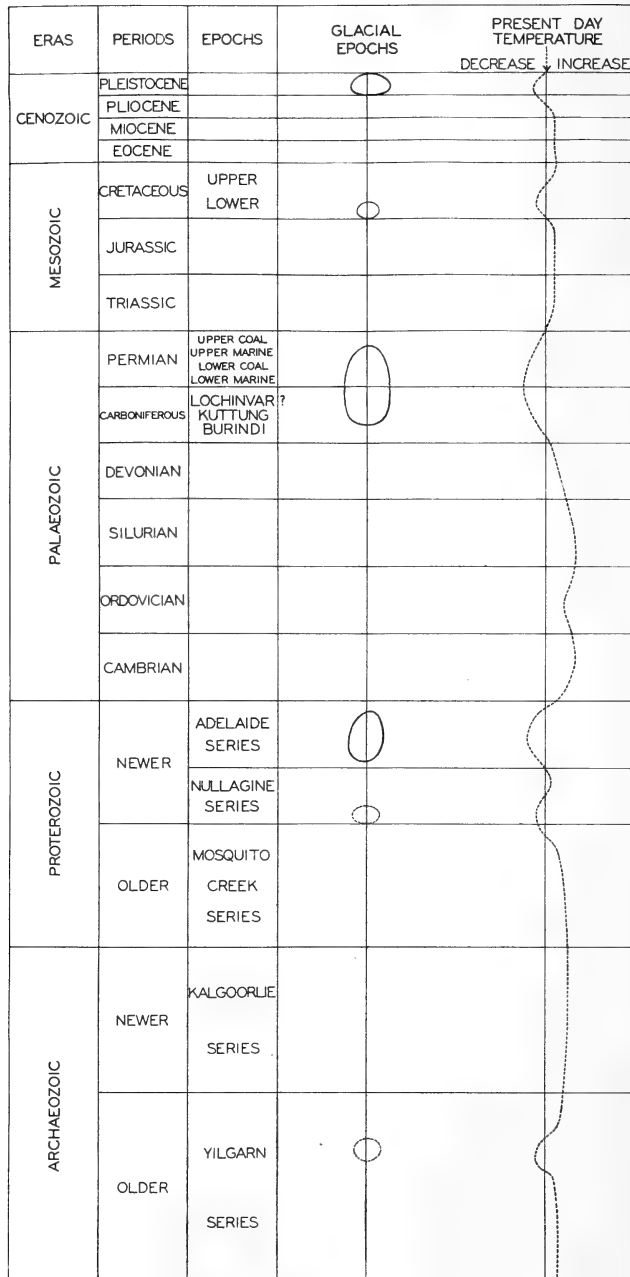 ERAS
PERIODS
EPOCHS
GLACIAL
EPOCHS
PRESENT DAY
TEMPERATURE
DECREASE
INCREASE
CENOZOIC
PLEISTOCENE
PLIOCENE
MIOCENE
EOCENE
MESOZOIC
CRETACEOUS
UPPER
LOWER
JURASSIC
TRIASSIC
PALAEOZOIC
PERMIAN
UPPER COAL
UPPER MARINE
LOWER COAL
LOWER MARINE
CARBONIFEROUS
LOCHINVAR ?
KUTTUNG
BURINDI
DEVONIAN
SILURIAN
ORDOVICIAN
CAMBRIAN
PROTEROZOIC
NEWER
ADELAIDE
SERIES
NULLAGINE
SERIES
OLDER
MOSQUITO
CREEK
SERIES
ARCHAEOZOIC
NEWER
KALGOORLIE
SERIES
OLDER
YILGARN
SERIES